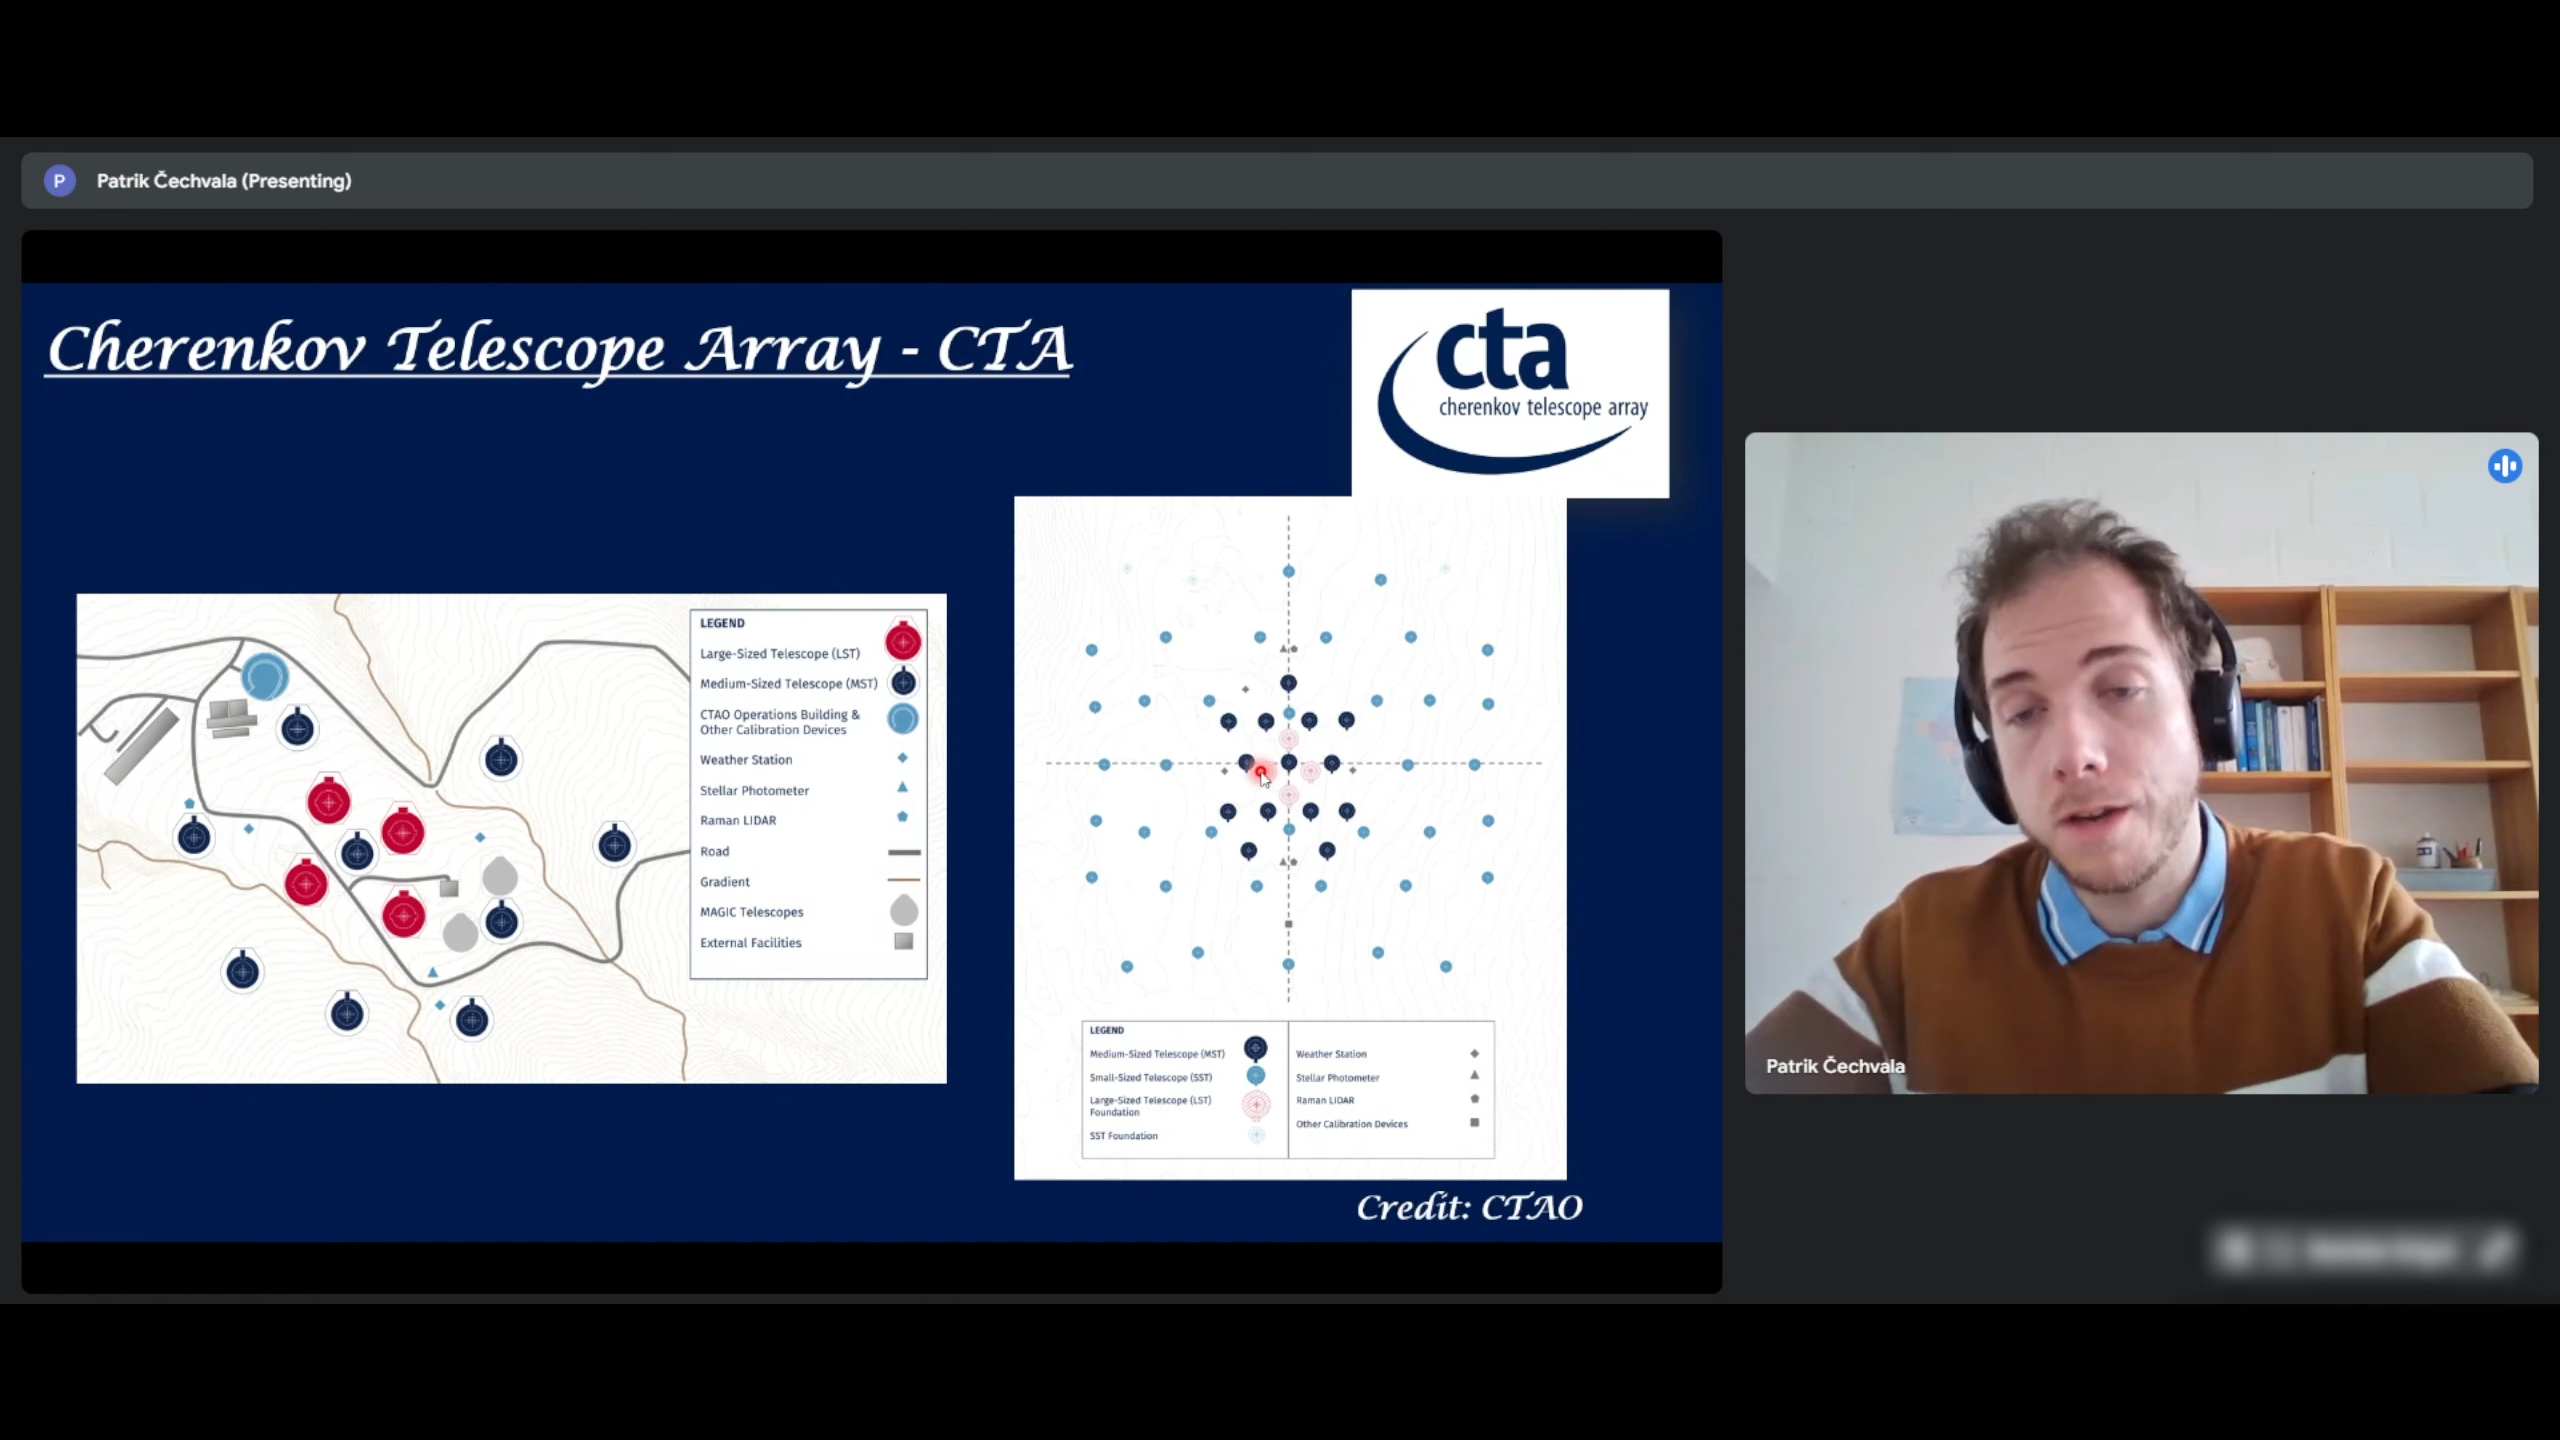 P
Patrik Čechvala (Presenting)
Cherenkov Telescope Array - CTA
cta
cherenkov telescope array
LEGEND
Large-Sized Telescope (LST)
Medium-Sized Telescope (MST)
CTAO Operations Building &
Other Calibration Devices
Weather Station
Stellar Photometer
Raman LIDAR
Road
Gradient
MAGIC Telescopes
External Facilities
LEGEND
Medium-Sized Telescope (MST)
Small-Sized Telescope (SST)
Large-Sized Telescope (LST)
Foundation
SST Foundation
Weather Station
Stellar Photometer
Raman LIDAR
Other Calibration Devices
Credit: CTAO
Patrik Čechvala